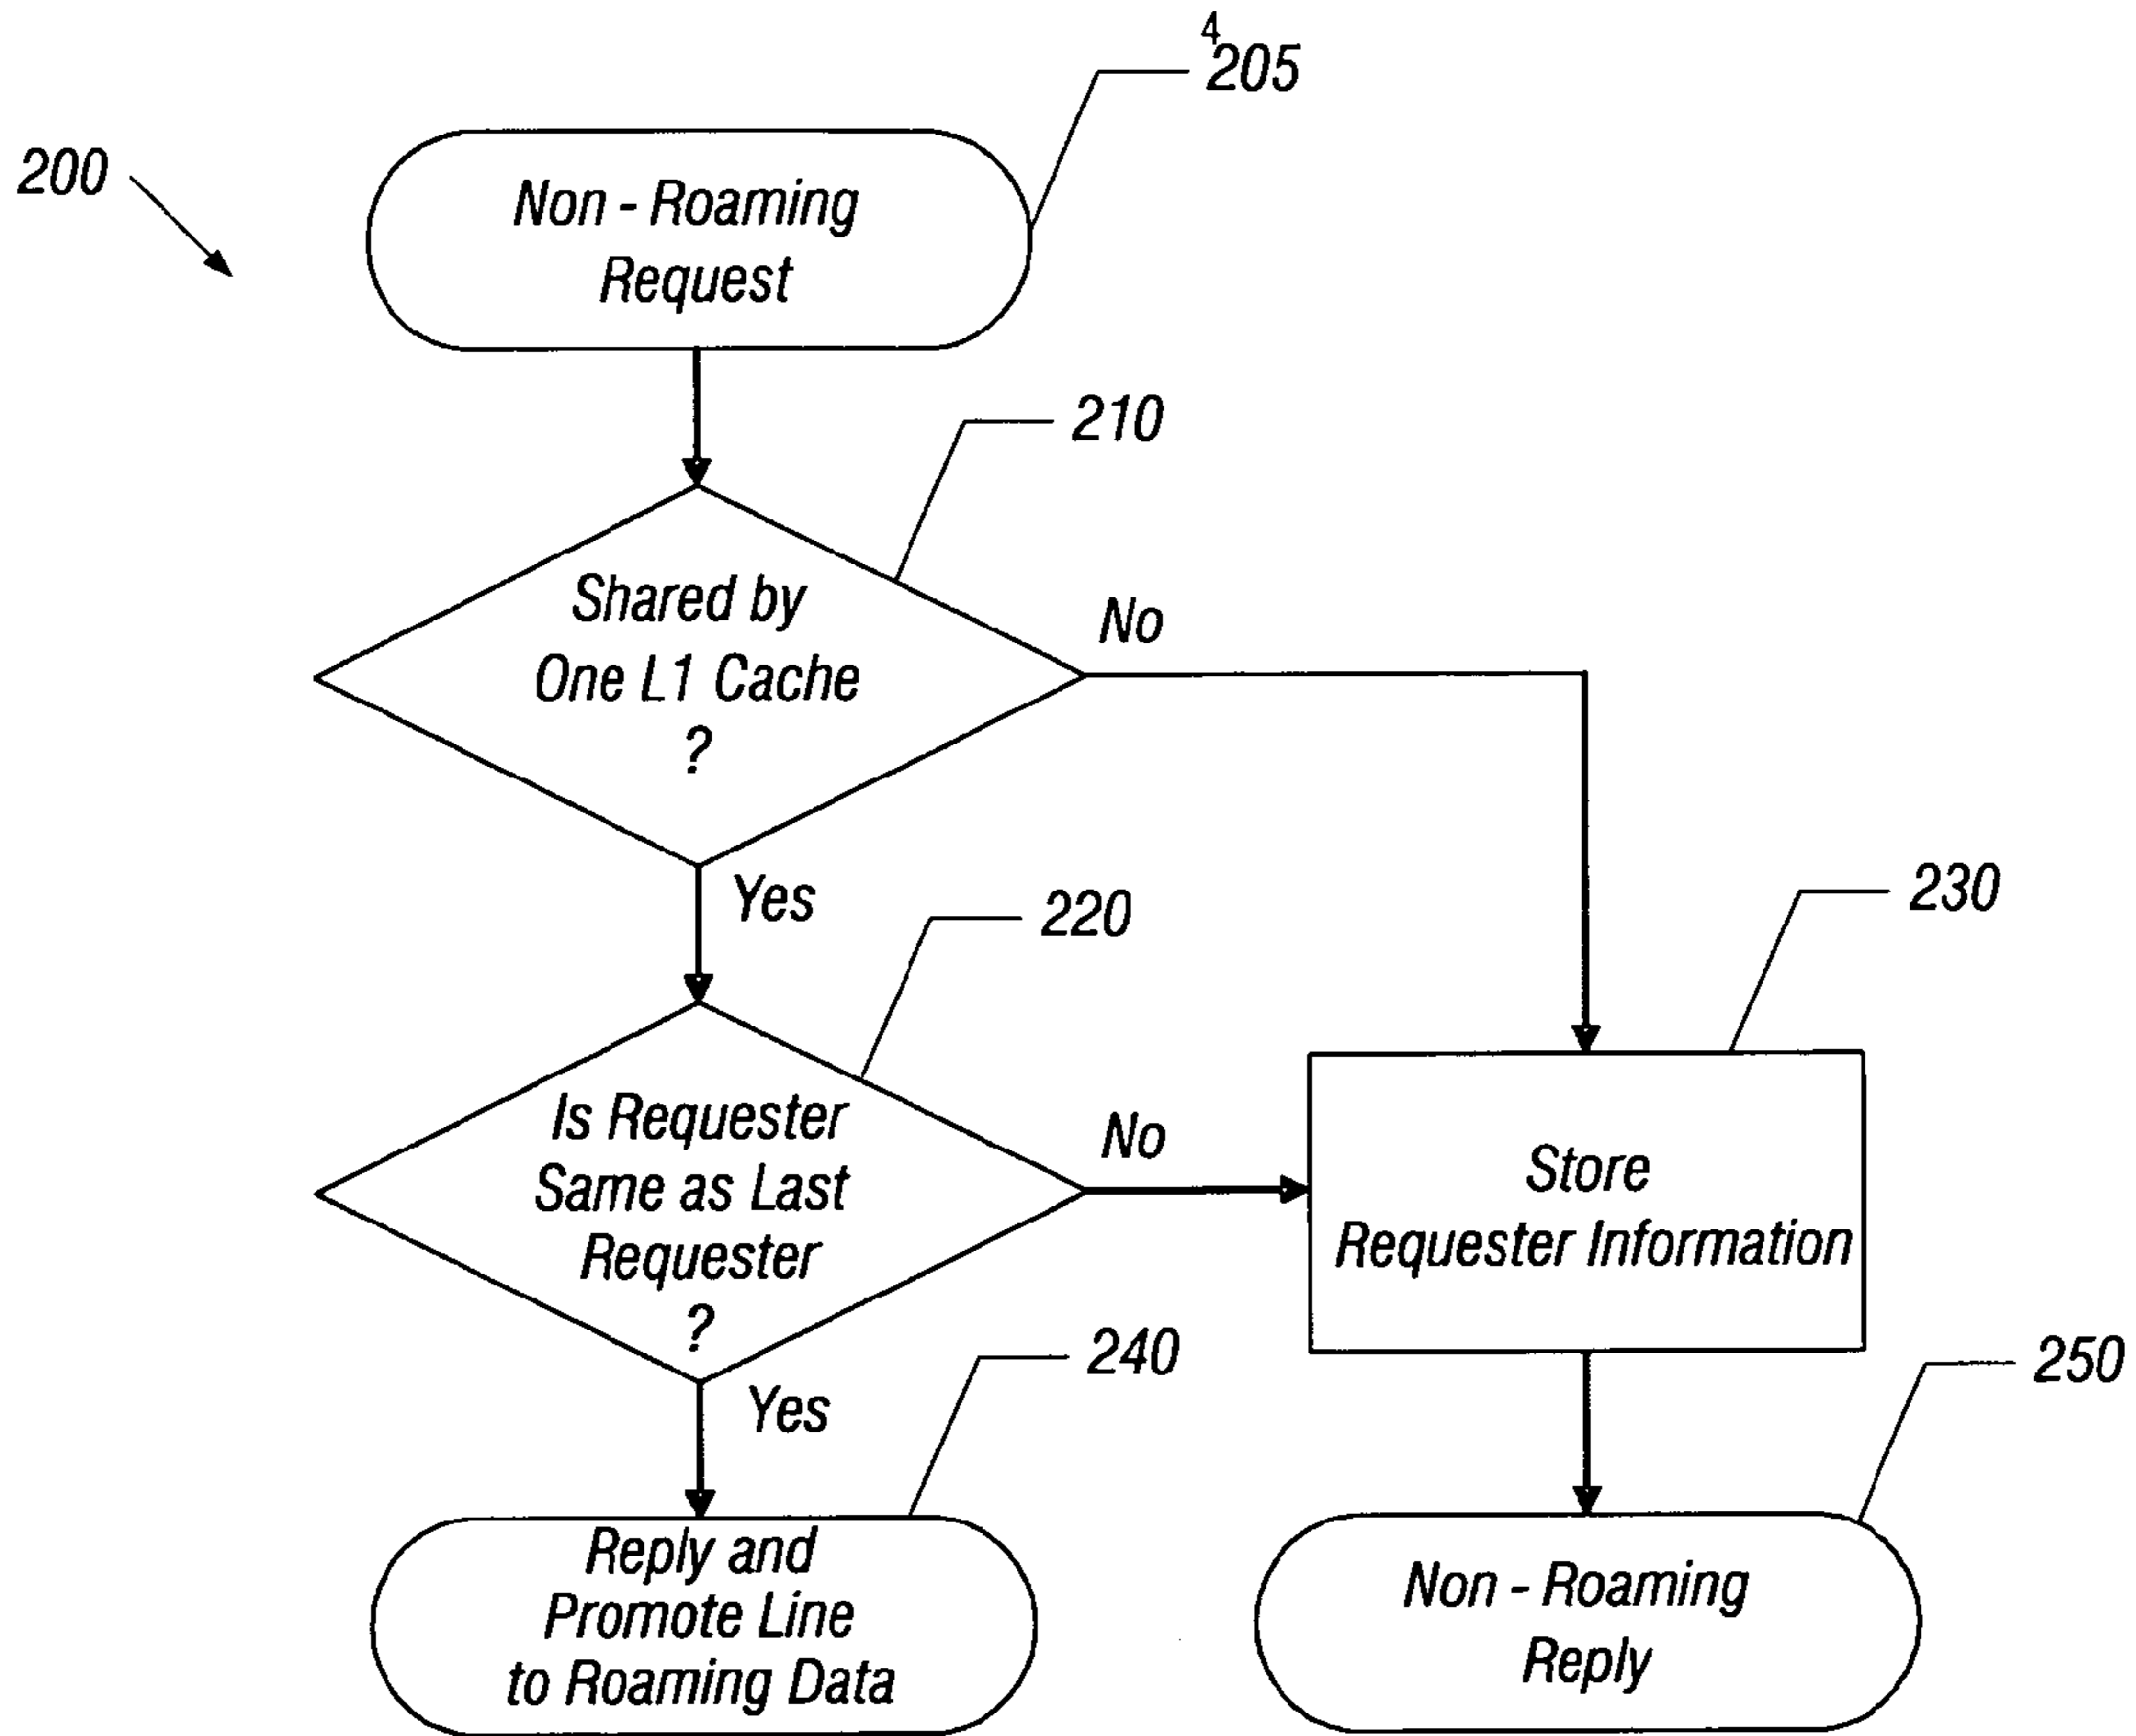 4
205
200
Non - Roaming
Request
210
Shared by
One L1 Cache
?
No
Yes
220
230
Is Requester
Same as Last
Requester
?
No
Store
Requester Information
Yes
240
250
Reply and
Promote Line
to Roaming Data
Non - Roaming
Reply